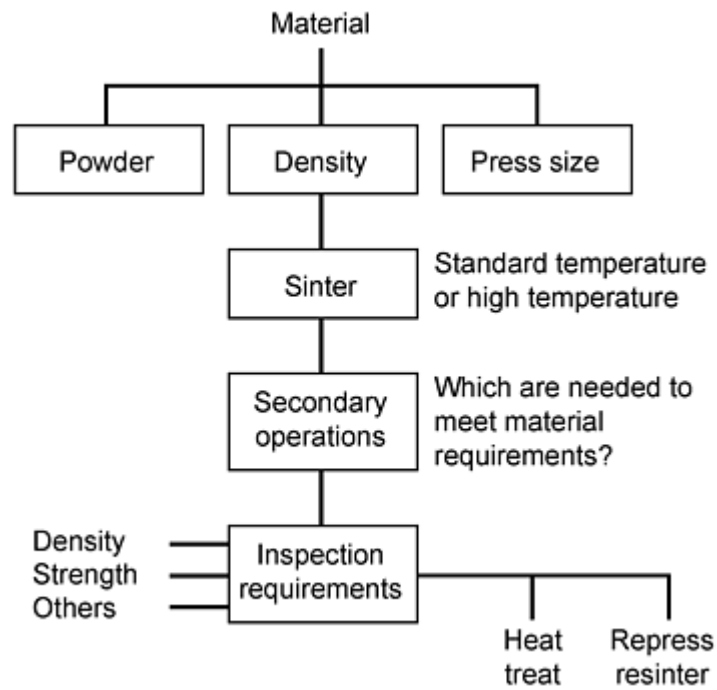 Material
Powder
Density
Press size
Sinter
Standard temperature
or high temperature
Secondary
operations
Which are needed to
meet material
requirements?
Density
Strength
Others
Inspection
requirements
Heat
treat
Repress
resinter